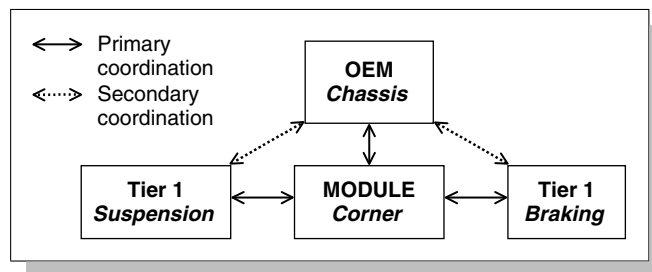 Primary
coordination
Secondary
coordination
OEM
Chassis
Tier 1
Suspension
MODULE
Corner
Tier 1
Braking